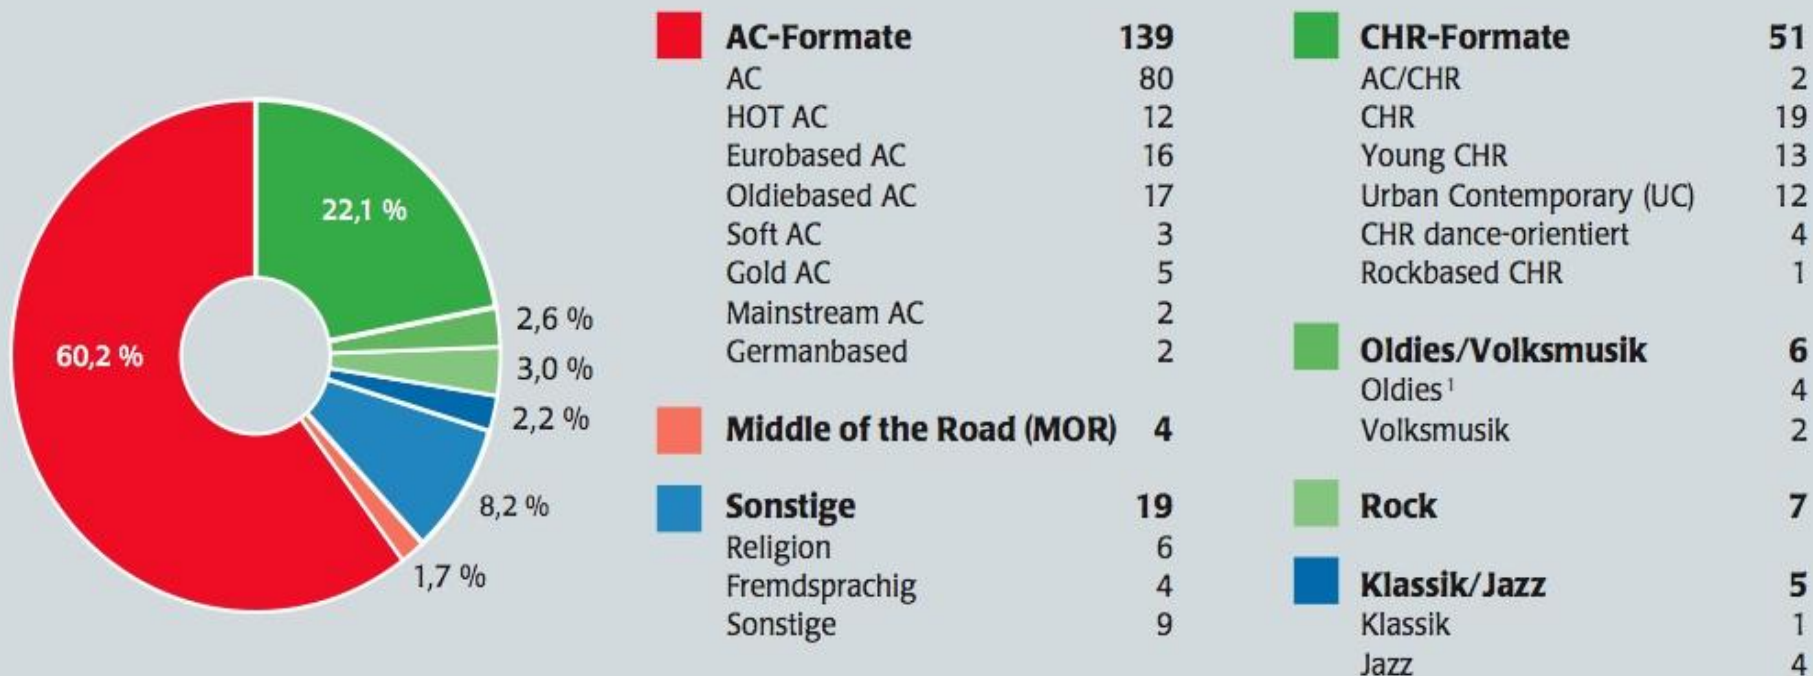 22,1 %
2,6 %
3,0 %
2,2 %
8,2 %
1,7 %
60,2 %
AC-Formate 139
AC 80
HOT AC 12
Eurobased AC 16
Oldiebased AC 17
Soft AC 3
Gold AC 5
Mainstream AC 2
Germanbased 2
Middle of the Road (MOR) 4
Sonstige 19
Religion 6
Fremdsprachig 4
Sonstige 9
CHR-Formate 51
AC/CHR 2
CHR 19
Young CHR 13
Urban Contemporary (UC) 12
CHR dance-orientiert 4
Rockbased CHR 1
Oldies/Volksmusik 6
Oldies¹ 4
Volksmusik 2
Rock 7
Klassik/Jazz 5
Klassik 1
Jazz 4